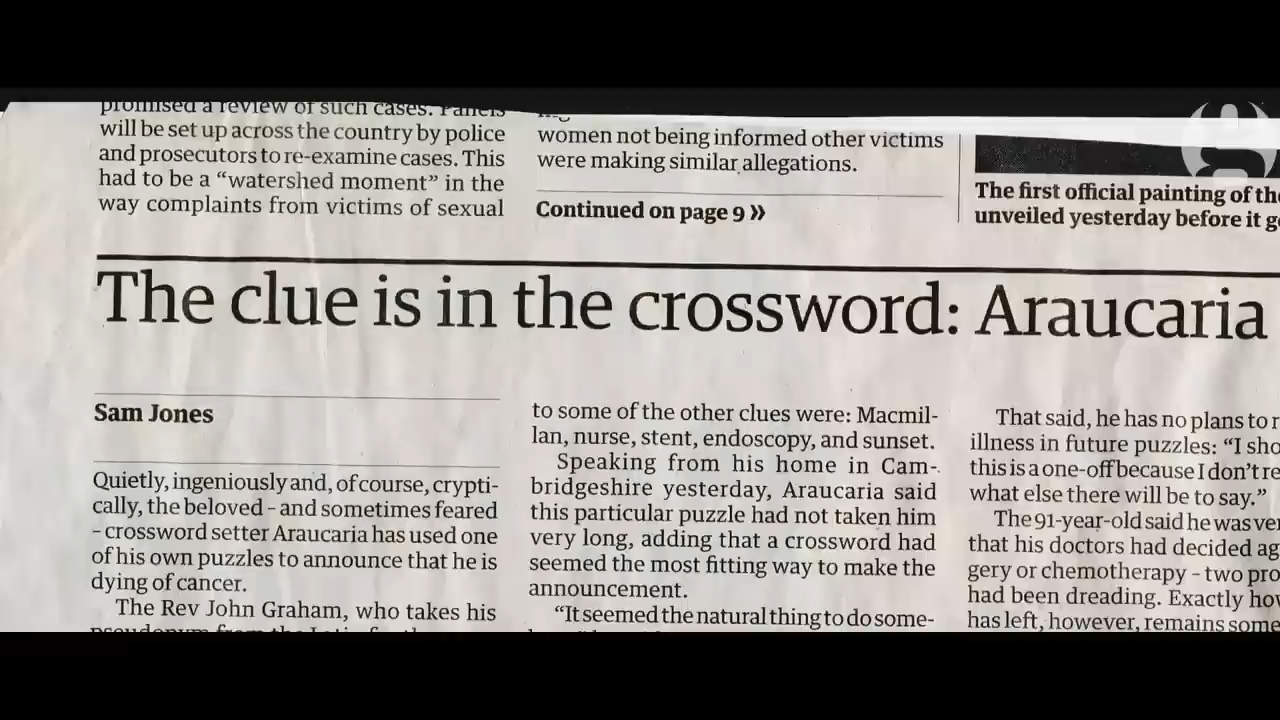 promised a review of such cases. Panels
will be set up across the country by police
and prosecutors to re-examine cases. This
had to be a “watershed moment” in the
way complaints from victims of sexual
women not being informed other victims
were making similar allegations.
Continued on page 9 »
The first official painting of the
unveiled yesterday before it g
The clue is in the crossword: Araucaria
Sam Jones
Quietly, ingeniously and, of course, crypti-
cally, the beloved – and sometimes feared
– crossword setter Araucaria has used one
of his own puzzles to announce that he is
dying of cancer.
The Rev John Graham, who takes his
to some of the other clues were: Macmil-
lan, nurse, stent, endoscopy, and sunset.
Speaking from his home in Cam-
bridgeshire yesterday, Araucaria said
this particular puzzle had not taken him
very long, adding that a crossword had
seemed the most fitting way to make the
announcement.
“It seemed the natural thing to do some-
That said, he has no plans to r
illness in future puzzles: “I sho
this is a one-off because I don’t re
what else there will be to say.”
The 91-year-old said he was ver
that his doctors had decided ag
gery or chemotherapy – two pro
had been dreading. Exactly how
has left, however, remains some